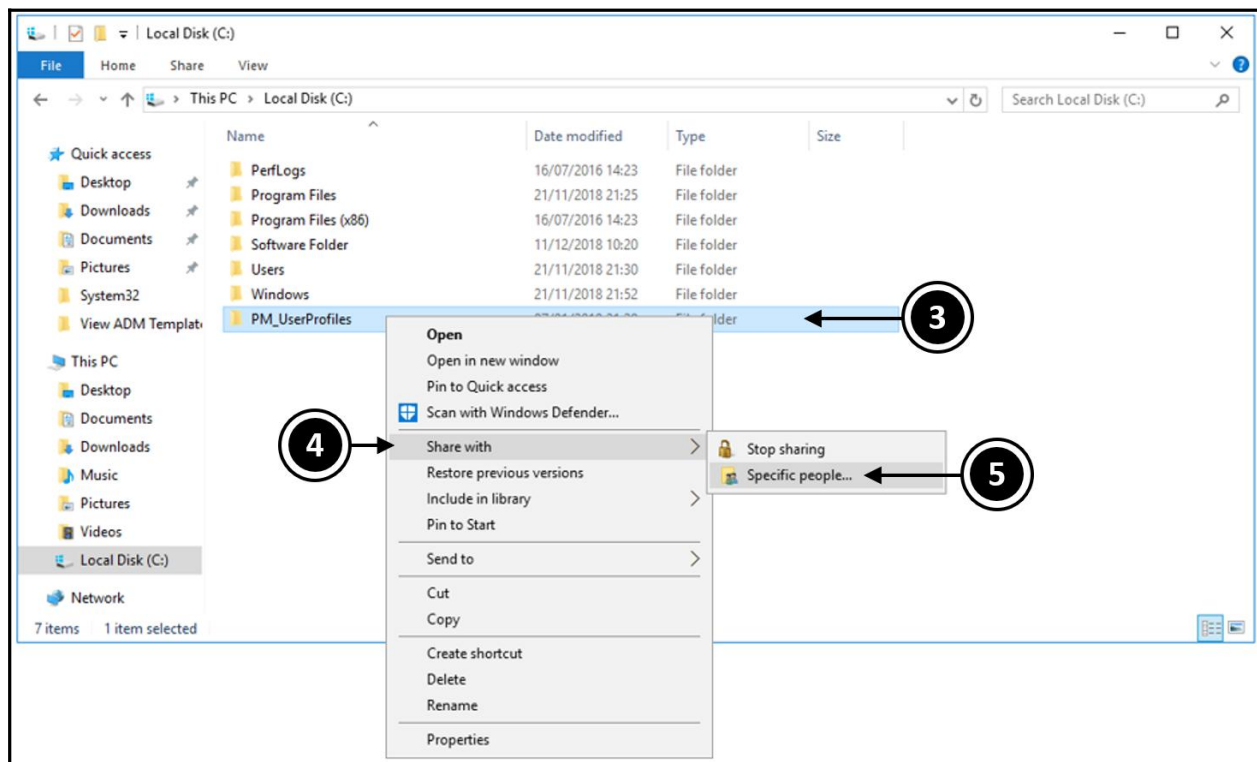 Local Disk (C:)
File Home Share View
This PC > Local Disk (C:) Search Local Disk (C:)
Name Date modified Type Size
Quick access
Desktop
Downloads
Documents
Pictures
System32
View ADM Templat
This PC
Desktop
Documents
Downloads
Music
Pictures
Videos
Local Disk (C:)
Network
PerfLogs 16/07/2016 14:23 File folder
Program Files 21/11/2018 21:25 File folder
Program Files (x86) 16/07/2016 14:23 File folder
Software Folder 11/12/2018 10:20 File folder
Users 21/11/2018 21:30 File folder
Windows 21/11/2018 21:52 File folder
PM_UserProfiles
3
Open
Open in new window
Pin to Quick access
Scan with Windows Defender...
4
Share with
Restore previous versions
Include in library
Pin to Start
Send to
Cut
Copy
Create shortcut
Delete
Rename
Properties
Stop sharing
Specific people...
5
7 items 1 item selected